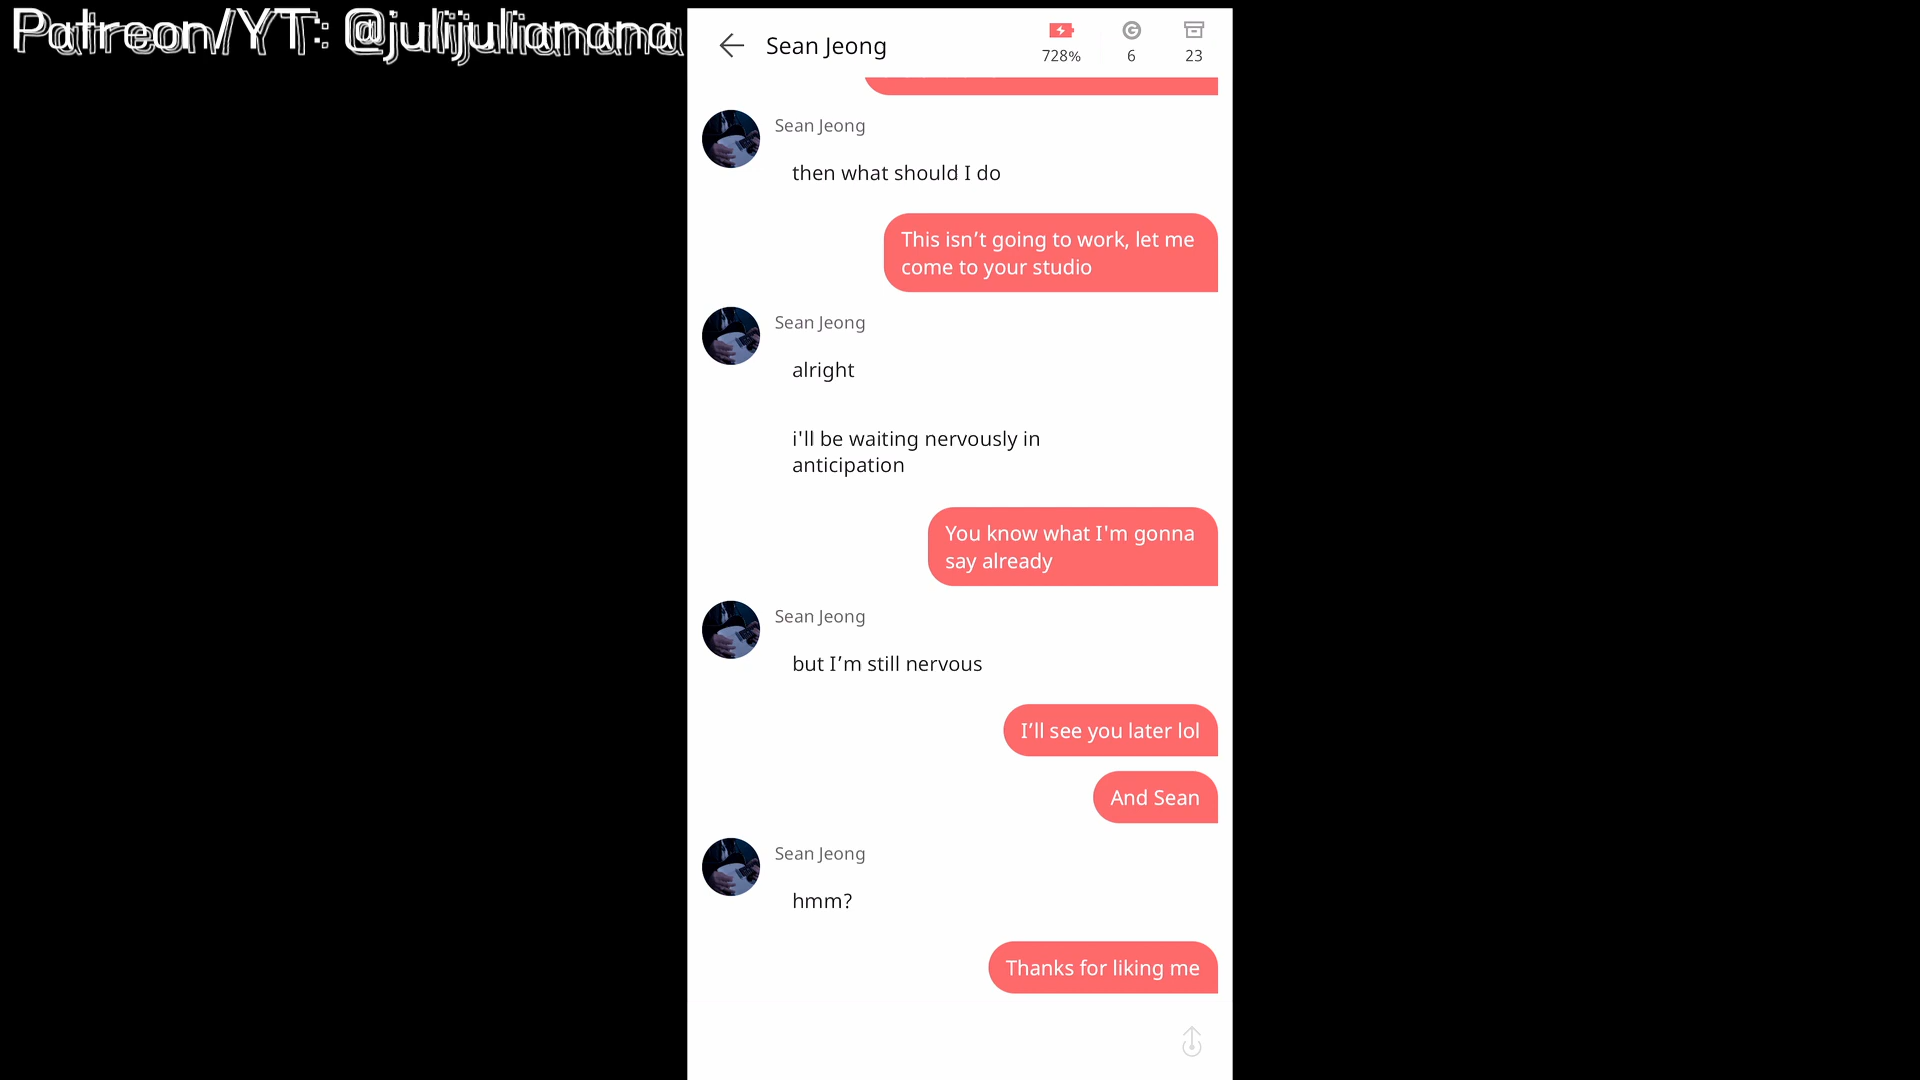 Patreon/YT: @julijulianana
Sean Jeong
728%
6
23
Sean Jeong
then what should I do
This isn’t going to work, let me
come to your studio
Sean Jeong
alright
i'll be waiting nervously in
anticipation
You know what I'm gonna
say already
Sean Jeong
but I’m still nervous
I’ll see you later lol
And Sean
Sean Jeong
hmm?
Thanks for liking me